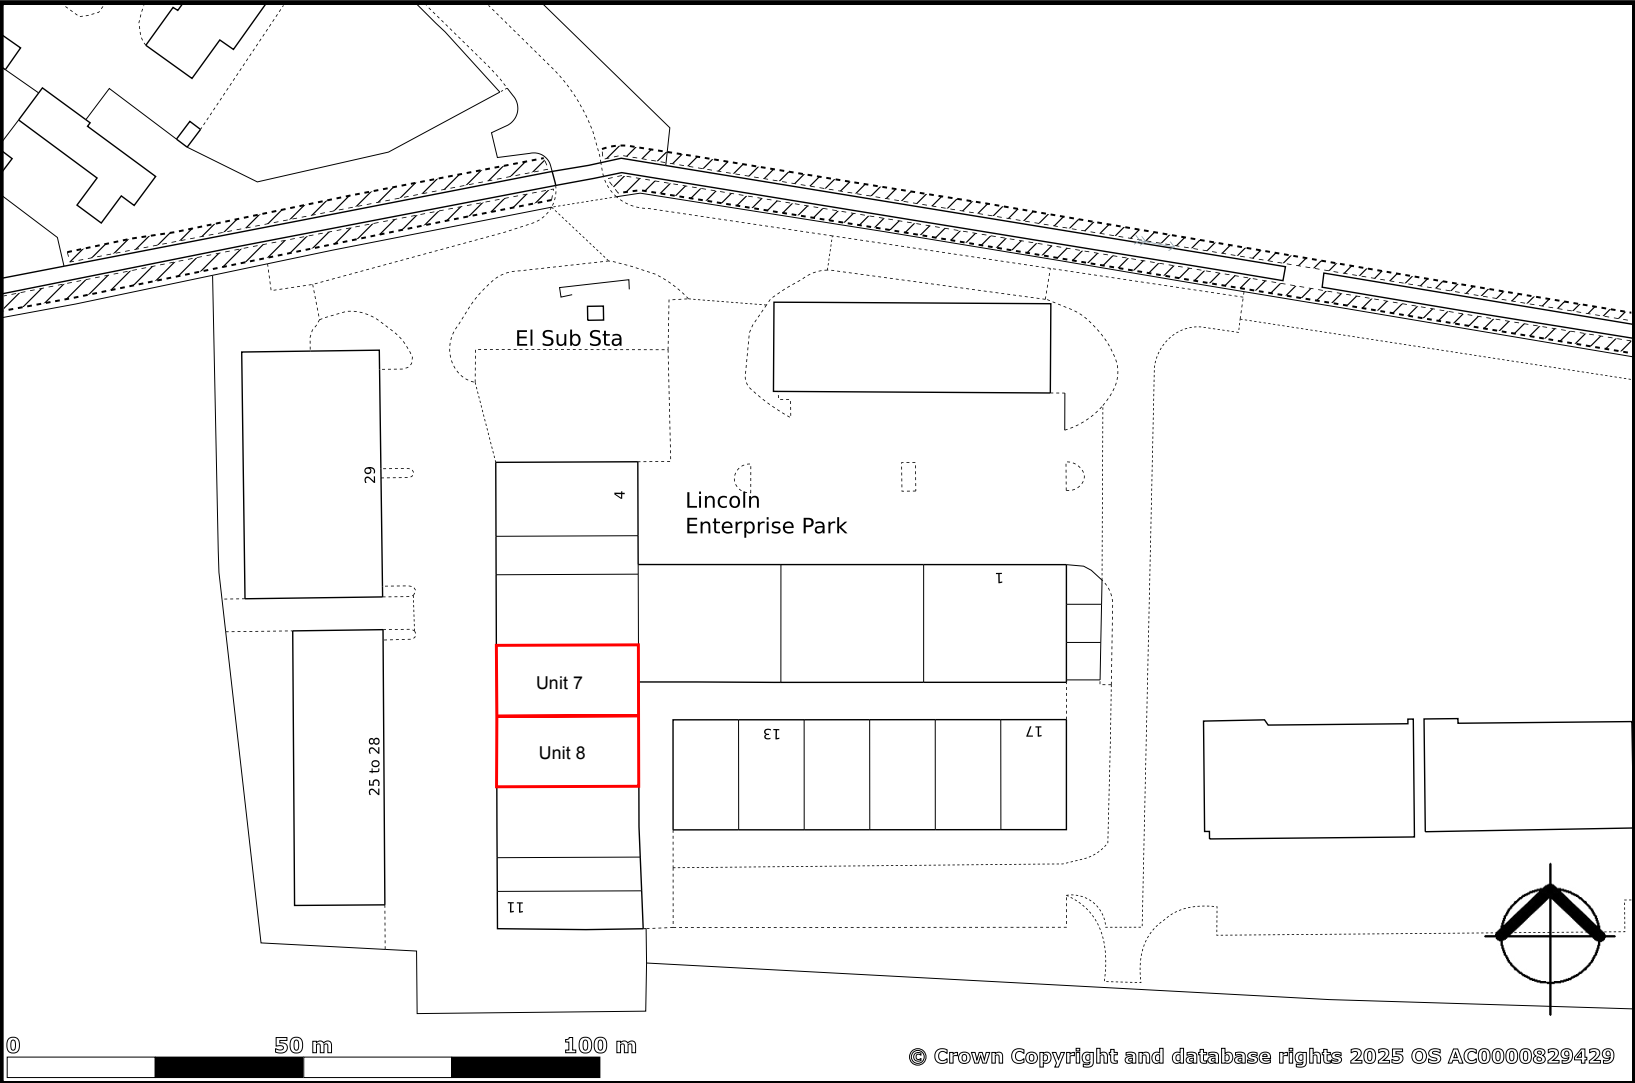 El Sub Sta
29
4
Lincoln
Enterprise Park
1
Unit 7
Unit 8
13
17
25 to 28
11
0
50 m
100 m
© Crown Copyright and database rights 2025 OS AC0000829429